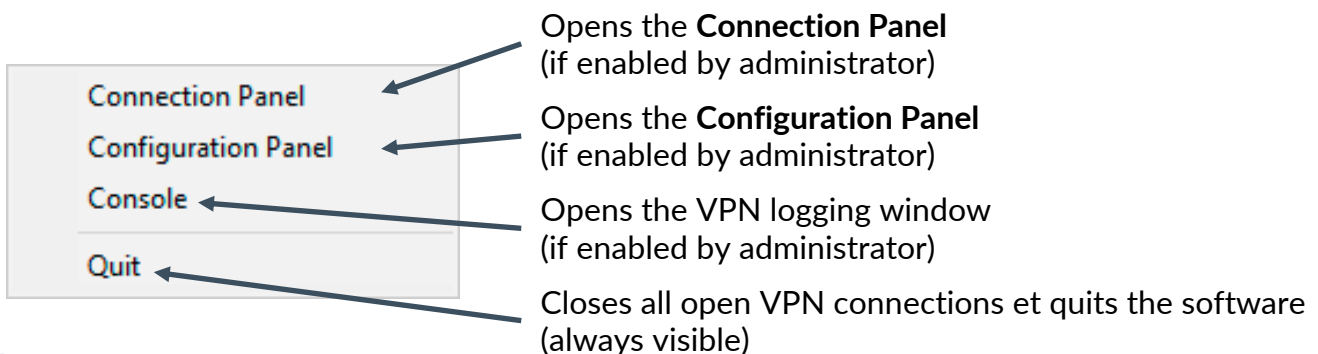 Connection Panel
Configuration Panel
Console
Quit
Opens the Connection Panel
(if enabled by administrator)
Opens the Configuration Panel
(if enabled by administrator)
Opens the VPN logging window
(if enabled by administrator)
Closes all open VPN connections et quits the software
(always visible)